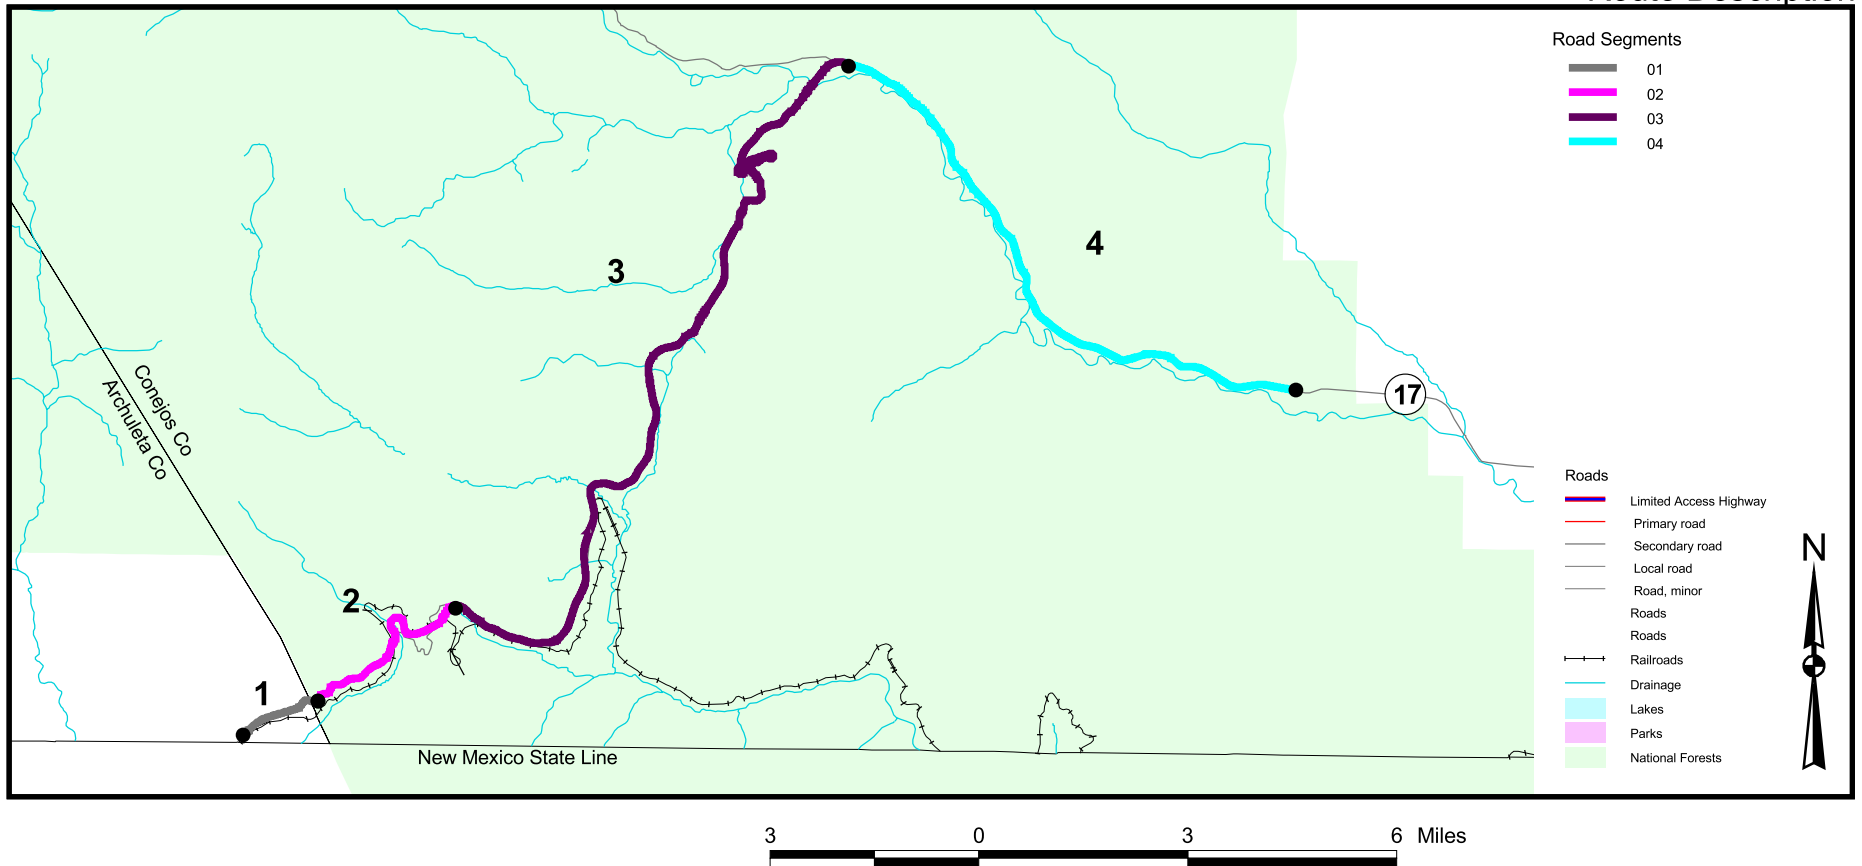 Route Description
Road Segments
01
02
03
04
4
3
17
Conejos Co
Archuleta Co
Roads
Limited Access Highway
Primary road
Secondary road
Local road
Road, minor
Roads
Roads
Railroads
Drainage
Lakes
Parks
National Forests
N
2
1
New Mexico State Line
3 0 3 6 Miles